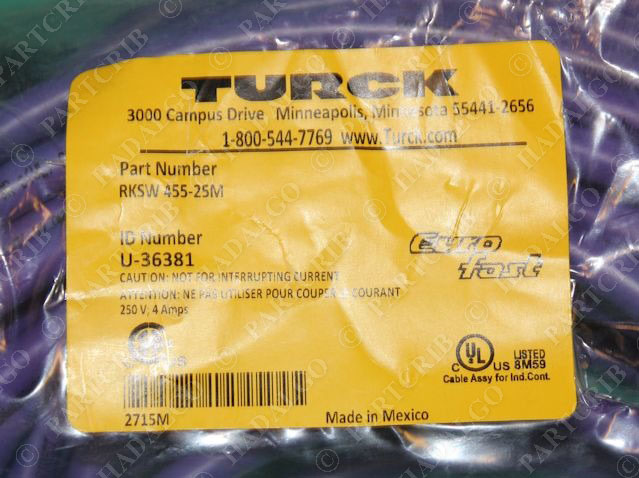 TURCK
3000 Campus Drive Minneapolis, Minnesota 55441-2656
1-800-544-7769 www.Turck.com
Part Number
RKSW 455-25M
ID Number
U-36381
CAUTION: NOT FOR INTERRUPTING CURRENT
ATTENTION: NE PAS UTILISER POUR COUPER LE COURANT
250 V, 4 Amps
Euro
fast
UL
C US LISTED
8M59
Cable Assy for Ind.Cont.
2715M
Made in Mexico
© PARTCRIB
© HADALGO